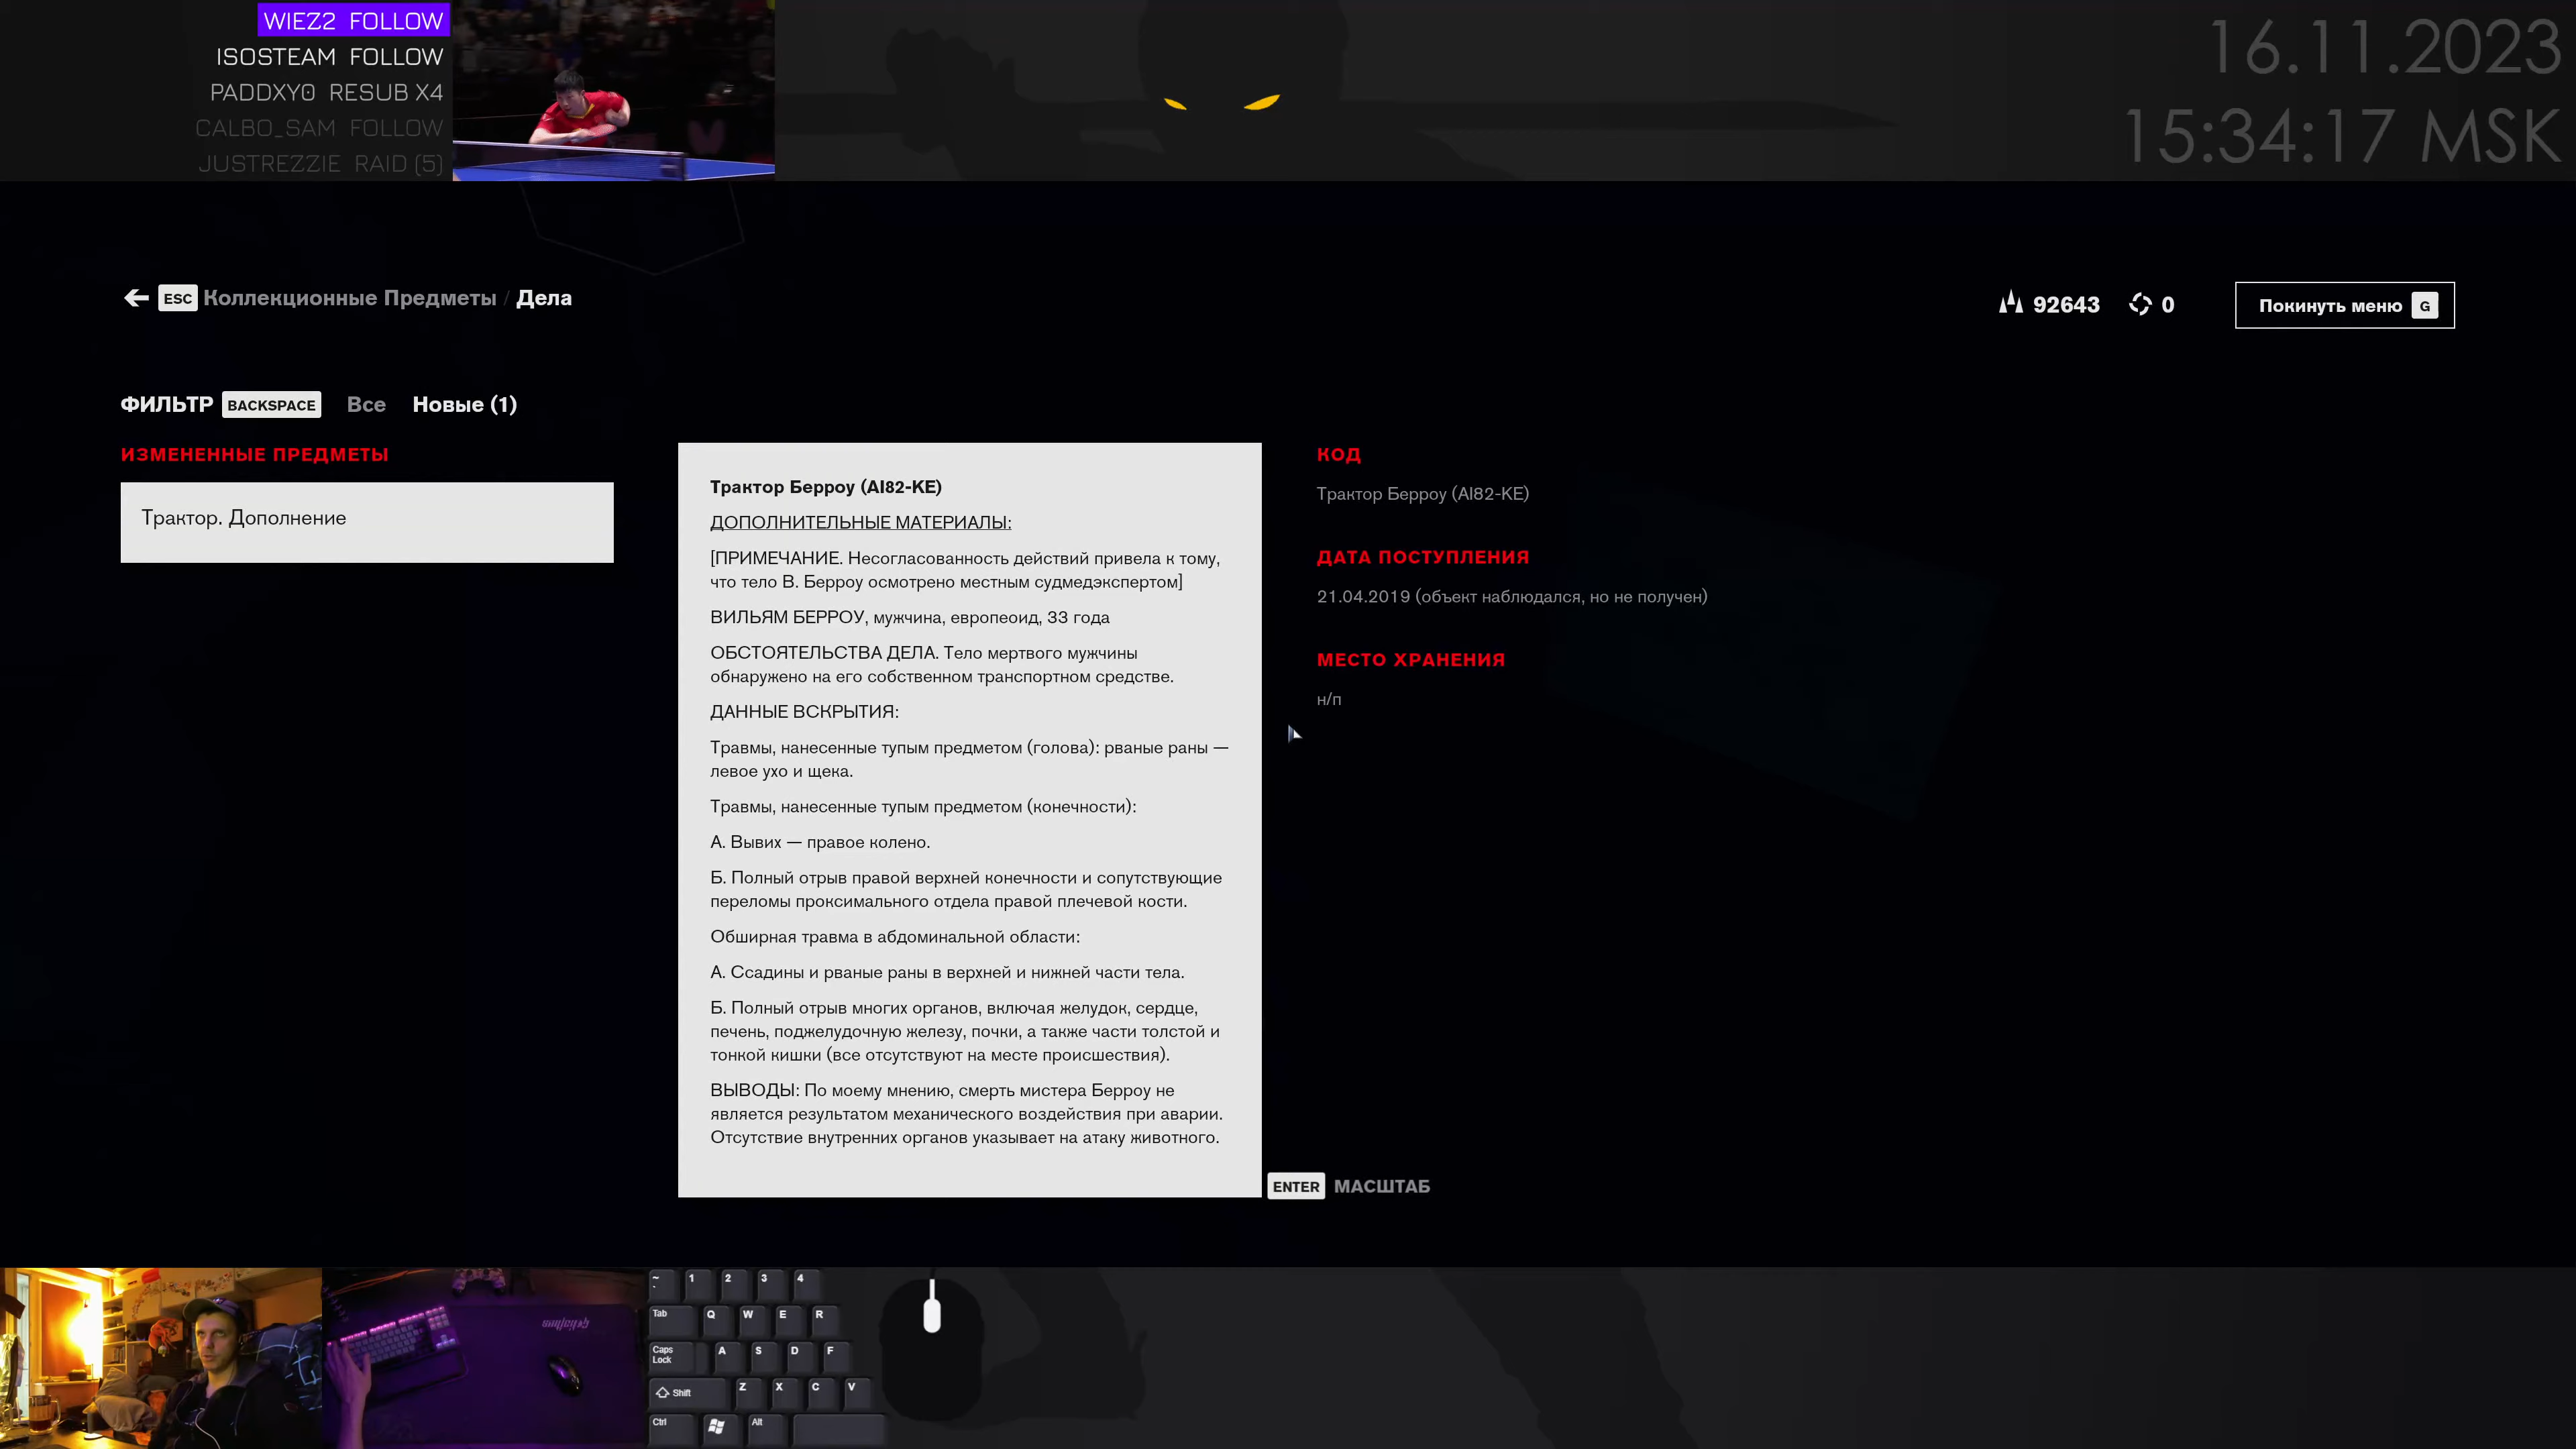 WIEZ2 FOLLOW
ISOSTEAM FOLLOW
PADDXY0 RESUB X4
CALBO_SAM FOLLOW
JUSTREZZIE RAID (5)
16.11.2023
15:34:17 MSK
ESC Коллекционные Предметы / Дела
92643 0
Покинуть меню G
ФИЛЬТР BACKSPACE Все Новые (1)
ИЗМЕНЕННЫЕ ПРЕДМЕТЫ
Трактор. Дополнение
Трактор Берроу (AI82-KE)
ДОПОЛНИТЕЛЬНЫЕ МАТЕРИАЛЫ:
[ПРИМЕЧАНИЕ. Несогласованность действий привела к тому,
что тело В. Берроу осмотрено местным судмедэкспертом]
ВИЛЬЯМ БЕРРОУ, мужчина, европеоид, 33 года
ОБСТОЯТЕЛЬСТВА ДЕЛА. Тело мертвого мужчины
обнаружено на его собственном транспортном средстве.
ДАННЫЕ ВСКРЫТИЯ:
Травмы, нанесенные тупым предметом (голова): рваные раны —
левое ухо и щека.
Травмы, нанесенные тупым предметом (конечности):
А. Вывих — правое колено.
Б. Полный отрыв правой верхней конечности и сопутствующие
переломы проксимального отдела правой плечевой кости.
Обширная травма в абдоминальной области:
А. Ссадины и рваные раны в верхней и нижней части тела.
Б. Полный отрыв многих органов, включая желудок, сердце,
печень, поджелудочную железу, почки, а также части толстой и
тонкой кишки (все отсутствуют на месте происшествия).
ВЫВОДЫ: По моему мнению, смерть мистера Берроу не
является результатом механического воздействия при аварии.
Отсутствие внутренних органов указывает на атаку животного.
КОД
Трактор Берроу (AI82-KE)
ДАТА ПОСТУПЛЕНИЯ
21.04.2019 (объект наблюдался, но не получен)
МЕСТО ХРАНЕНИЯ
н/п
ENTER МАСШТАБ
~ 1 2 3 4
Tab Q W E R
Caps Lock A S D F
Shift Z X C V
Ctrl Alt